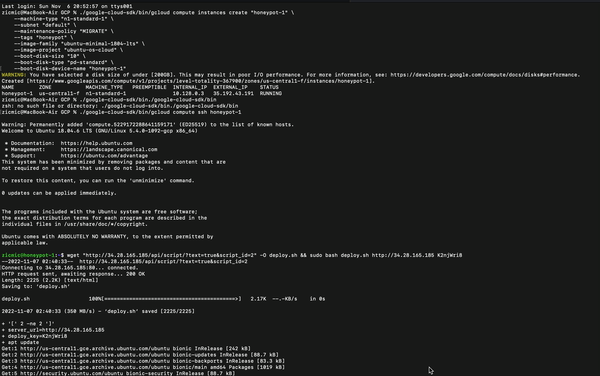 Last login: Sun Nov  6 20:52:57 on ttys001
ricmic@MacBook-Air GCP % ./google-cloud-sdk/bin/gcloud compute instances create "honeypot-1" \
--machine-type "n1-standard-1" \
--subnet "default" \
--maintenance-policy "MIGRATE" \
--tags "honeypot" \
--image-family "ubuntu-minimal-1804-lts" \
--image-project "ubuntu-os-cloud" \
--boot-disk-size "10" \
--boot-disk-type "pd-standard" \
--boot-disk-device-name "honeypot-1"
WARNING: You have selected a disk size of under [200GB]. This may result in poor I/O performance. For more information, see: https://developers.google.com/compute/docs/disks#performance.
Created [https://www.googleapis.com/compute/v1/projects/level-totality-367900/zones/us-central1-f/instances/honeypot-1].
NAME ZONE MACHINE_TYPE PREEMPTIBLE INTERNAL_IP EXTERNAL_IP STATUS
honeypot-1 us-central1-f n1-standard-1 10.128.0.3 35.192.43.191 RUNNING
ricmic@MacBook-Air GCP % ./google-cloud-sdk/bin./google-cloud-sdk/bin
zsh: no such file or directory: ./google-cloud-sdk/bin./google-cloud-sdk/bin
ricmic@MacBook-Air GCP % ./google-cloud-sdk/bin/gcloud compute ssh honeypot-1
Warning: Permanently added 'compute.5229172288641159171' (ED25519) to the list of known hosts.
Welcome to Ubuntu 18.04.6 LTS (GNU/Linux 5.4.0-1092-gcp x86_64)
* Documentation:  https://help.ubuntu.com
* Management:     https://landscape.canonical.com
* Support:        https://ubuntu.com/advantage
This system has been minimized by removing packages and content that are
not required on a system that users do not log into.
To restore this content, you can run the 'unminimize' command.
0 updates can be applied immediately.
The programs included with the Ubuntu system are free software;
the exact distribution terms for each program are described in the
individual files in /usr/share/doc/*/copyright.
Ubuntu comes with ABSOLUTELY NO WARRANTY, to the extent permitted by
applicable law.
ricmic@honeypot-1:~$ wget "http://34.28.165.185/api/script/?text=true&script_id=2" -O deploy.sh && sudo bash deploy.sh http://34.28.165.185 K2njWri8
--2022-11-07 02:40:33--  http://34.28.165.185/api/script/?text=true&script_id=2
Connecting to 34.28.165.185:80... connected.
HTTP request sent, awaiting response... 200 OK
Length: 2225 (2.2K) [text/html]
Saving to: 'deploy.sh'
deploy.sh 100%[=======================================>] 2.17K --.-KB/s in 0s
2022-11-07 02:40:33 (350 MB/s) - 'deploy.sh' saved [2225/2225]
+ '[' 2 -ne 2 ']'
+ server_url=http://34.28.165.185
+ deploy_key=K2njWri8
+ apt update
Get:1 http://us-central1.gce.archive.ubuntu.com/ubuntu bionic InRelease [242 kB]
Get:2 http://us-central1.gce.archive.ubuntu.com/ubuntu bionic-updates InRelease [88.7 kB]
Get:3 http://us-central1.gce.archive.ubuntu.com/ubuntu bionic-backports InRelease [83.3 kB]
Get:4 http://us-central1.gce.archive.ubuntu.com/ubuntu bionic/main amd64 Packages [1019 kB]
Get:5 http://security.ubuntu.com/ubuntu bionic-security InRelease [88.7 kB]